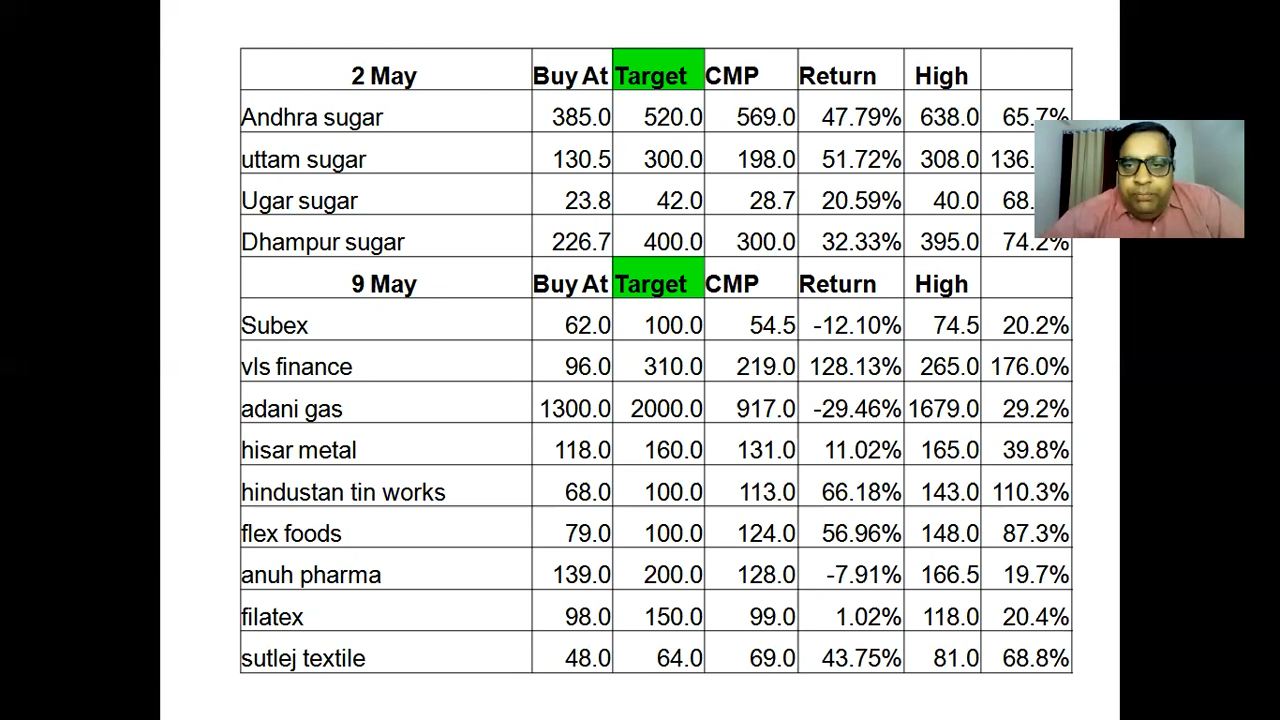 2 May Buy At Target CMP Return High
Andhra sugar 385.0 520.0 569.0 47.79% 638.0 65.7%
uttam sugar 130.5 300.0 198.0 51.72% 308.0 136.
Ugar sugar 23.8 42.0 28.7 20.59% 40.0 68.
Dhampur sugar 226.7 400.0 300.0 32.33% 395.0 74.2%
9 May Buy At Target CMP Return High
Subex 62.0 100.0 54.5 -12.10% 74.5 20.2%
vls finance 96.0 310.0 219.0 128.13% 265.0 176.0%
adani gas 1300.0 2000.0 917.0 -29.46% 1679.0 29.2%
hisar metal 118.0 160.0 131.0 11.02% 165.0 39.8%
hindustan tin works 68.0 100.0 113.0 66.18% 143.0 110.3%
flex foods 79.0 100.0 124.0 56.96% 148.0 87.3%
anuh pharma 139.0 200.0 128.0 -7.91% 166.5 19.7%
filatex 98.0 150.0 99.0 1.02% 118.0 20.4%
sutlej textile 48.0 64.0 69.0 43.75% 81.0 68.8%